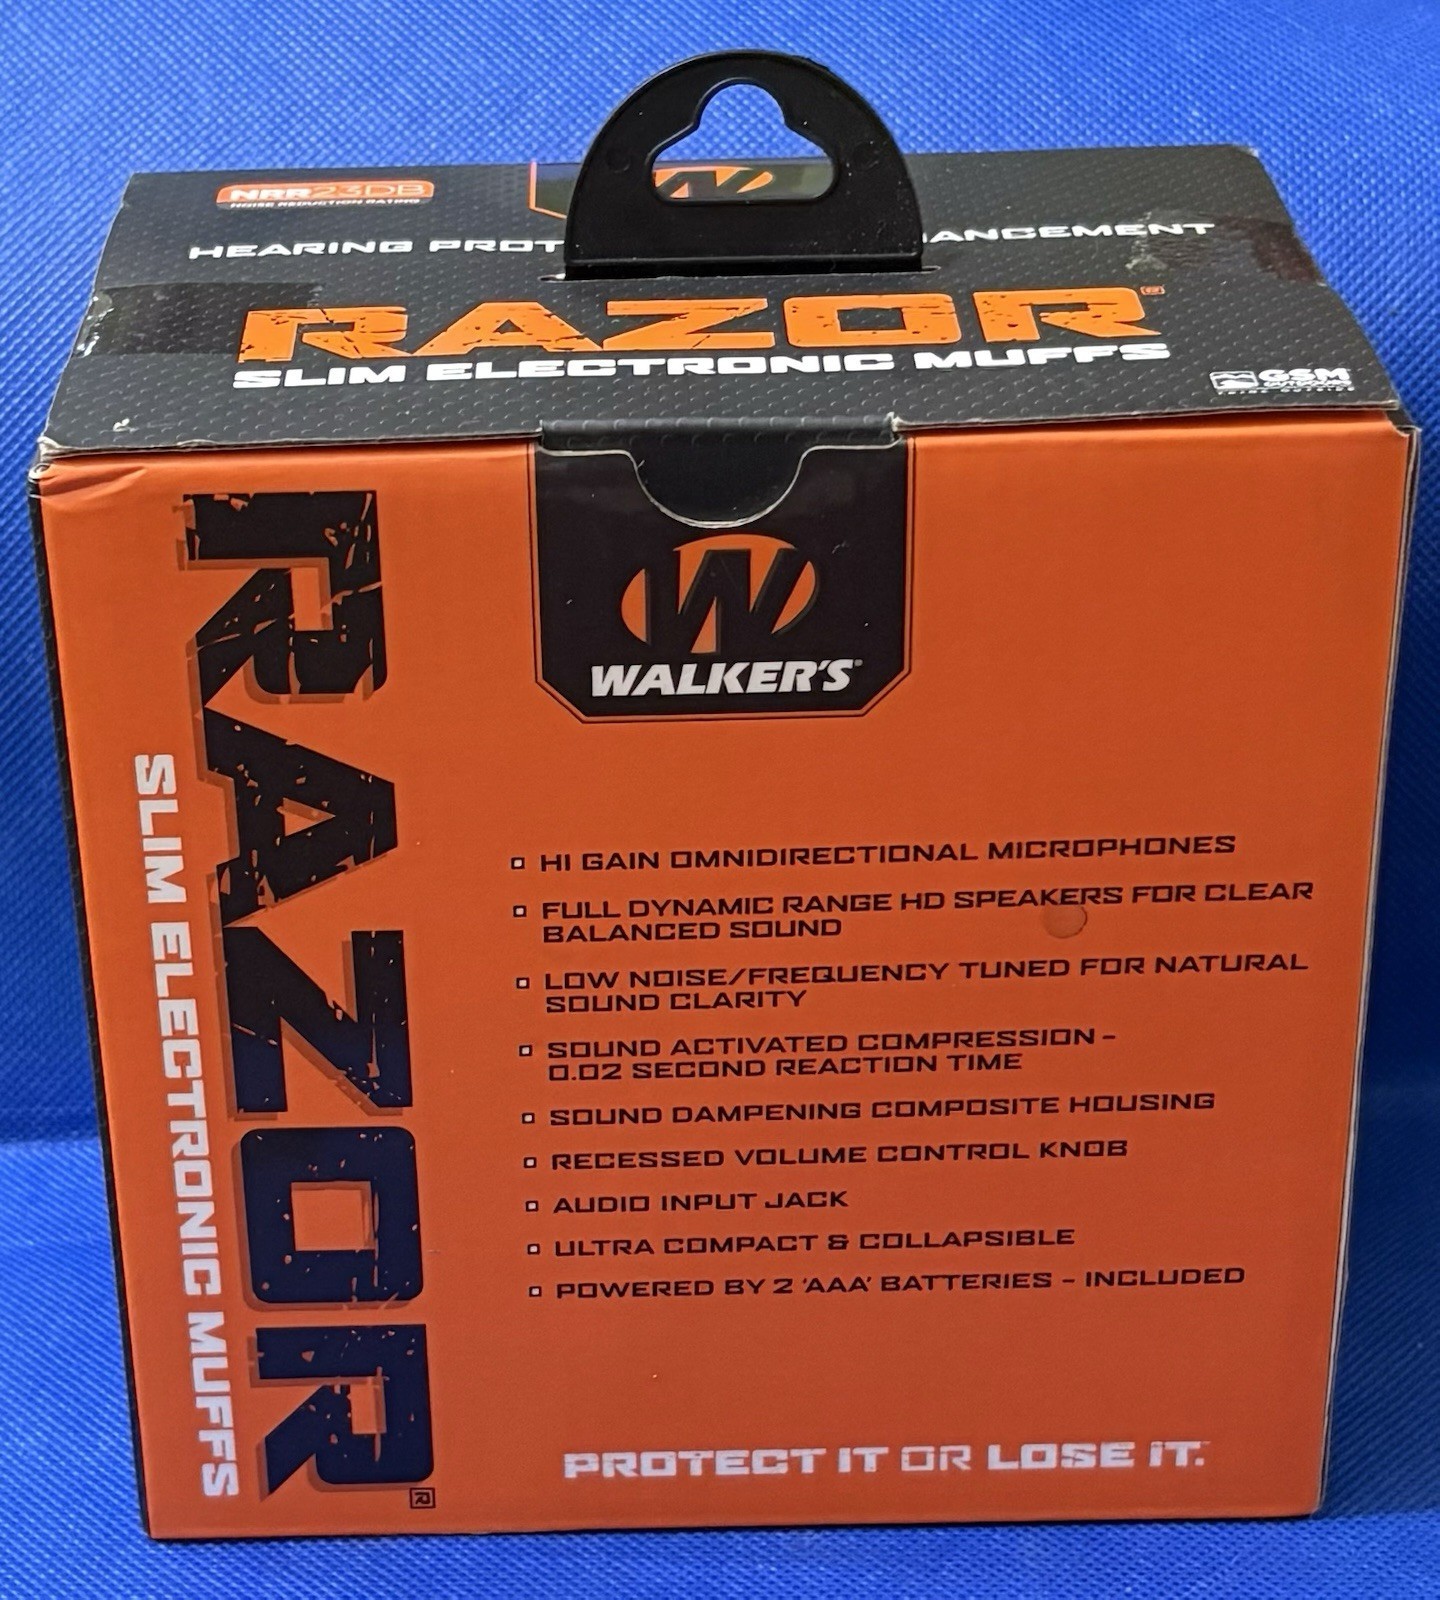 NRR23DB
NOISE REDUCTION RATING
HEARING
RAZOR®
SLIM ELECTRONIC MUFFS
GSM
OUTDOORS
WALKER'S
RAZOR®
SLIM ELECTRONIC MUFFS
HI GAIN OMNIDIRECTIONAL MICROPHONES
FULL DYNAMIC RANGE HD SPEAKERS FOR CLEAR
BALANCED SOUND
LOW NOISE/FREQUENCY TUNED FOR NATURAL
SOUND CLARITY
SOUND ACTIVATED COMPRESSION -
0.02 SECOND REACTION TIME
SOUND DAMPENING COMPOSITE HOUSING
RECESSED VOLUME CONTROL KNOB
AUDIO INPUT JACK
ULTRA COMPACT & COLLAPSIBLE
POWERED BY 2 'AAA' BATTERIES - INCLUDED
PROTECT IT OR LOSE IT.